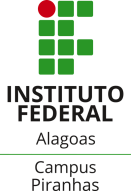 INSTITUTO
FEDERAL
Alagoas
Campus
Piranhas